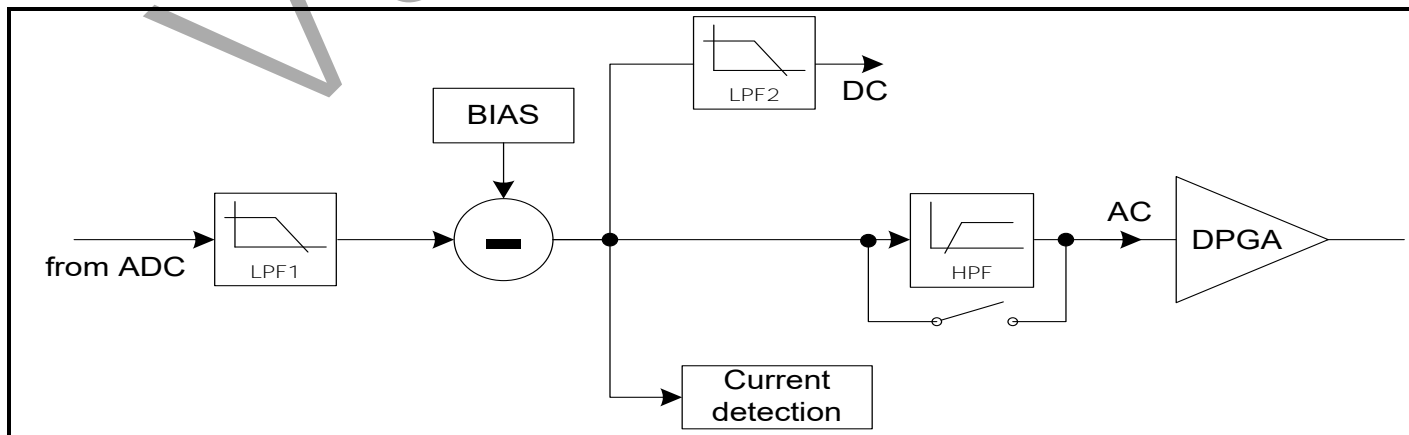 LPF2
DC
BIAS
from ADC
LPF1
HPF
AC
DPGA
Current
detection